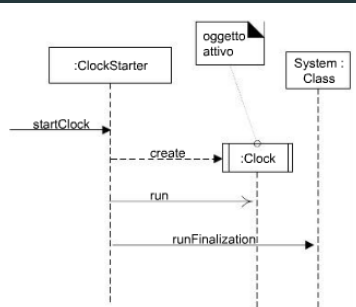 oggetto
attivo
:ClockStarter
System :
Class
startClock
create
:Clock
run
runFinalization